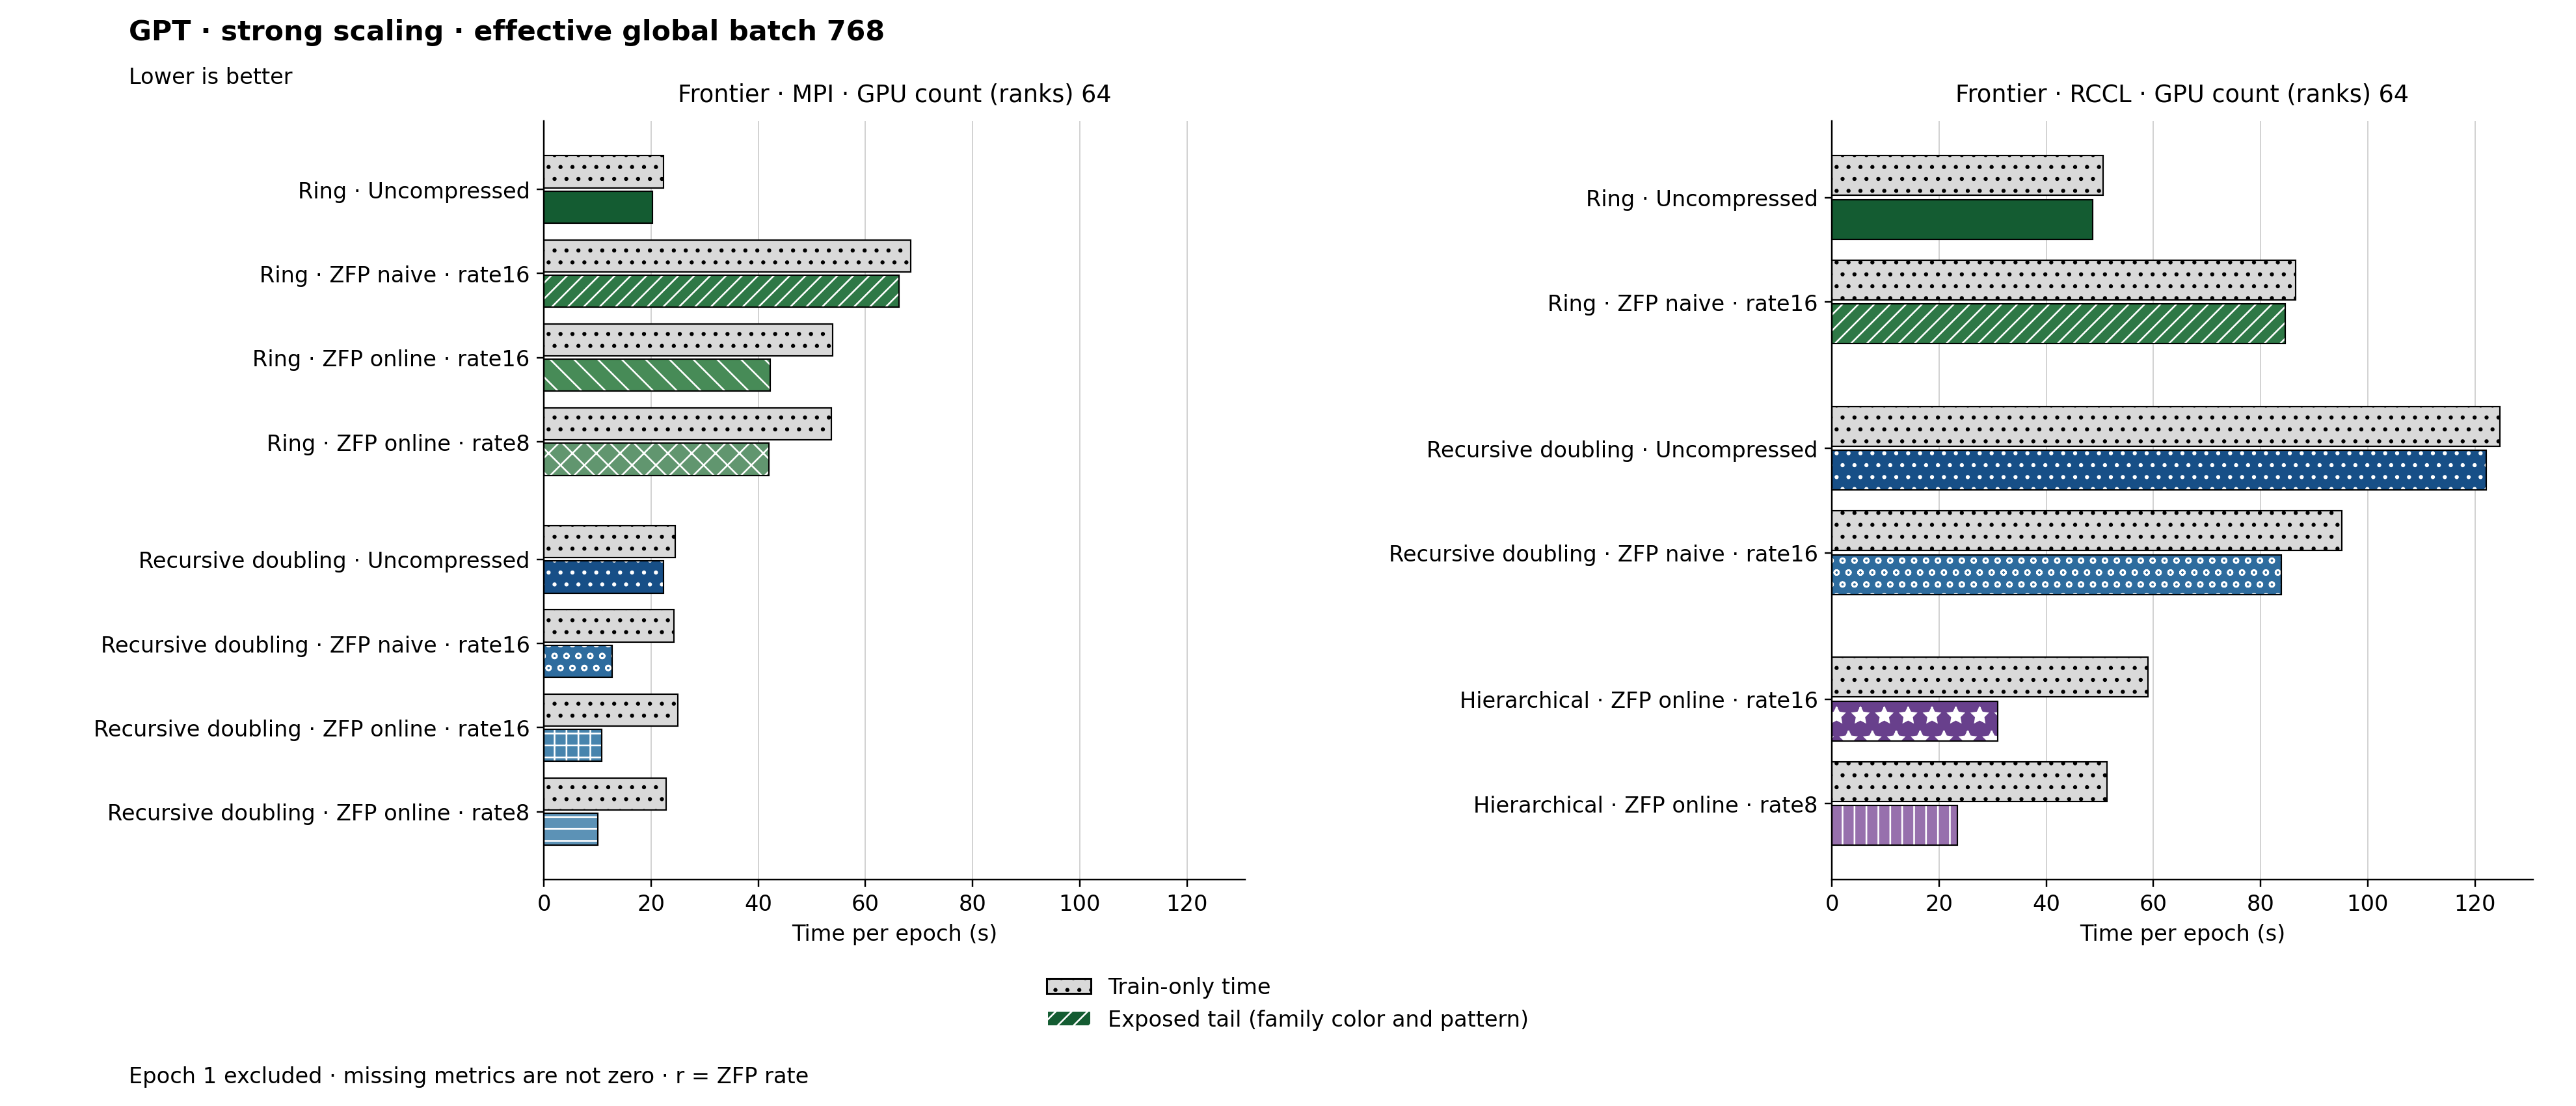 GPT · strong scaling · effective global batch 768
Lower is better
Frontier · MPI · GPU count (ranks) 64
Ring · Uncompressed
Ring · ZFP naive · rate16
Ring · ZFP online · rate16
Ring · ZFP online · rate8
Recursive doubling · Uncompressed
Recursive doubling · ZFP naive · rate16
Recursive doubling · ZFP online · rate16
Recursive doubling · ZFP online · rate8
0 20 40 60 80 100 120
Time per epoch (s)
Frontier · RCCL · GPU count (ranks) 64
Ring · Uncompressed
Ring · ZFP naive · rate16
Recursive doubling · Uncompressed
Recursive doubling · ZFP naive · rate16
Hierarchical · ZFP online · rate16
Hierarchical · ZFP online · rate8
0 20 40 60 80 100 120
Time per epoch (s)
Train-only time
Exposed tail (family color and pattern)
Epoch 1 excluded · missing metrics are not zero · r = ZFP rate